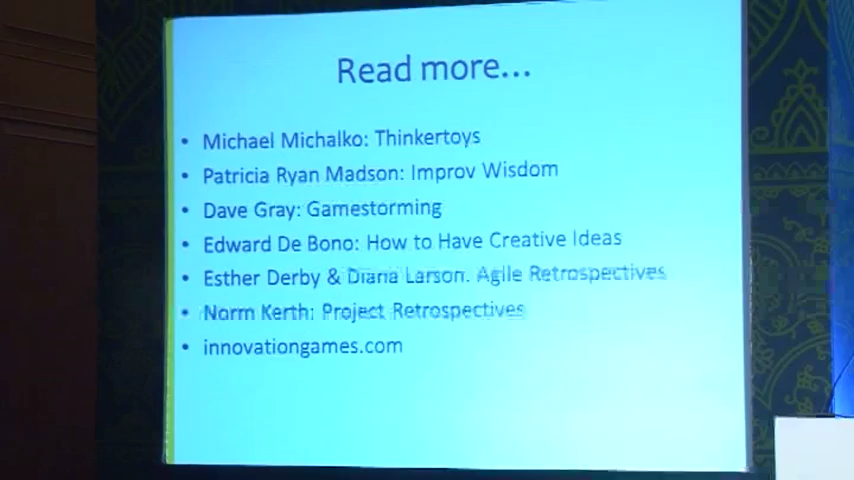 Read more...
• Michael Michalko: Thinkertoys
• Patricia Ryan Madson: Improv Wisdom
• Dave Gray: Gamestorming
• Edward De Bono: How to Have Creative Ideas
• Esther Derby & Diana Larson. Agile Retrospectives
• Norm Kerth: Project Retrospectives
• innovationgames.com